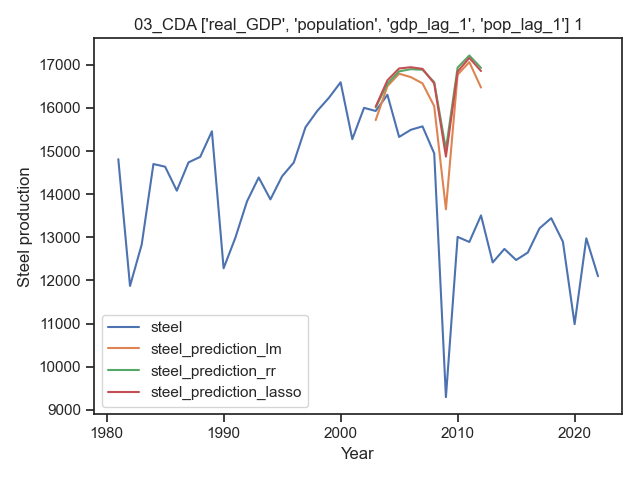 03_CDA ['real_GDP', 'population', 'gdp_lag_1', 'pop_lag_1'] 1
17000
16000
15000
14000
13000
12000
11000
10000
9000
Steel production
steel
steel_prediction_lm
steel_prediction_rr
steel_prediction_lasso
1980
1990
2000
2010
2020
Year